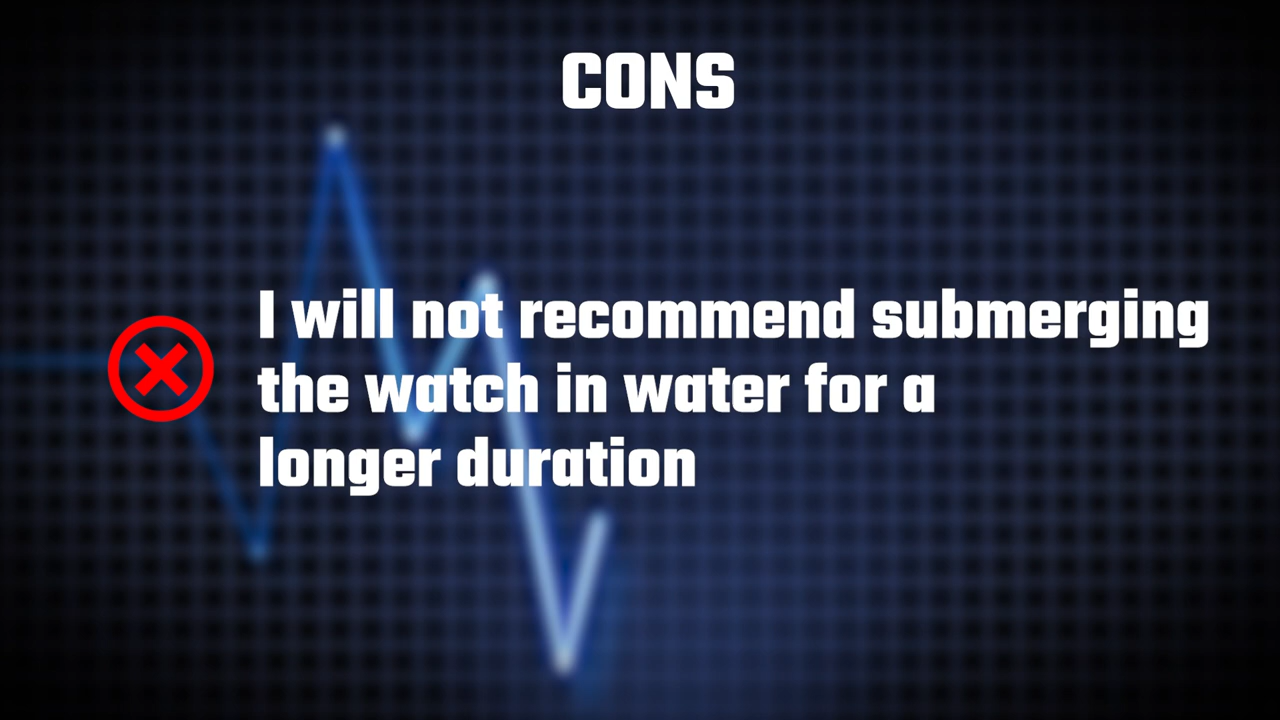 CONS
I will not recommend submerging
the watch in water for a
longer duration